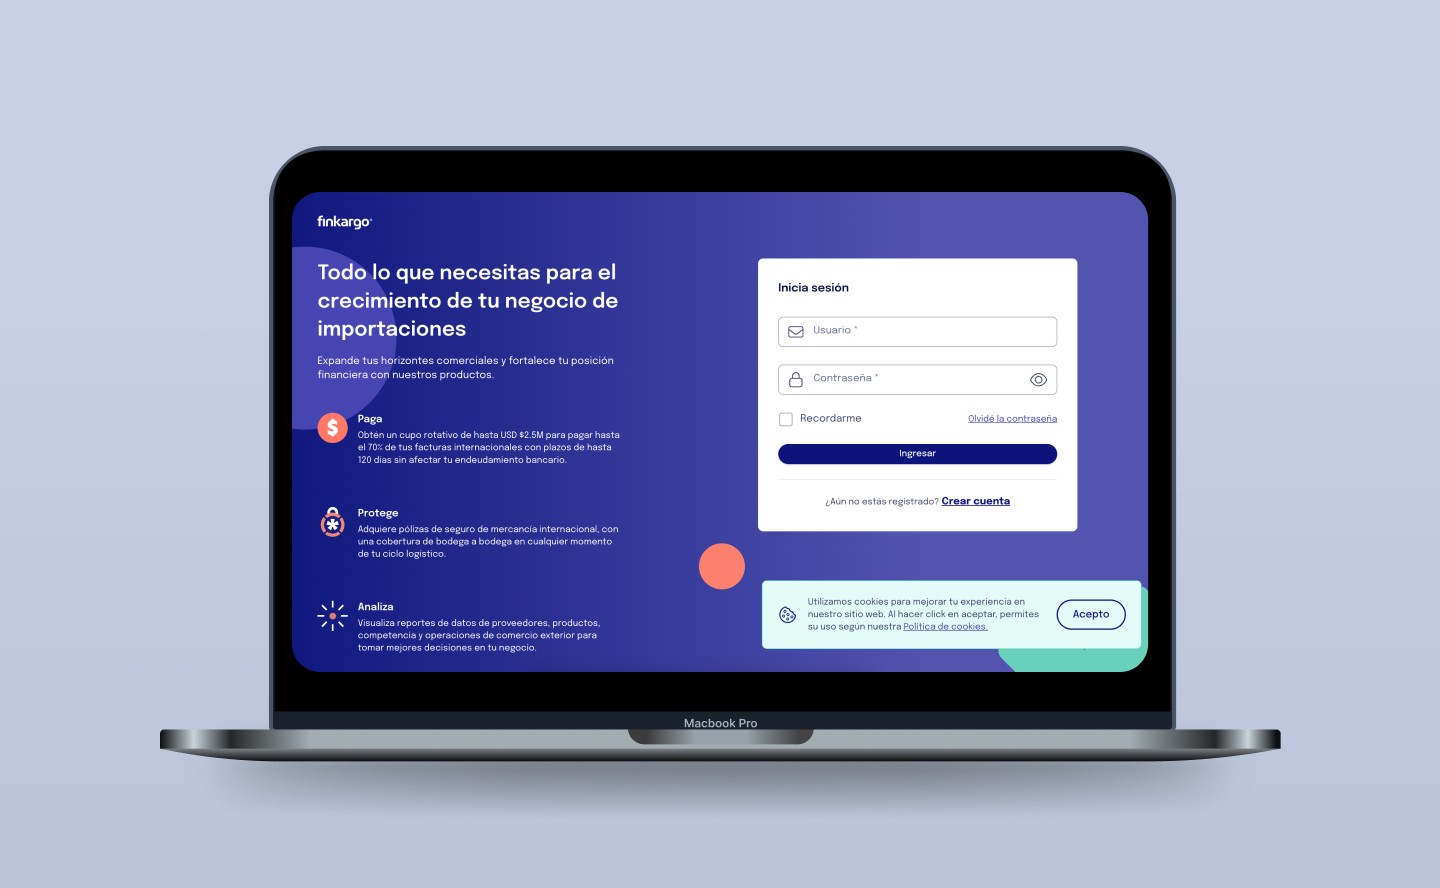 finkargo
Todo lo que necesitas para el
crecimiento de tu negocio de
importaciones
Expande tus horizontes comerciales y fortalece tu posición
financiera con nuestros productos.
Paga
Obtén un cupo rotativo de hasta USD $2.5M para pagar hasta
el 70% de tus facturas internacionales con plazos de hasta
120 días sin afectar tu endeudamiento bancario.
Protege
Adquiere pólizas de seguro de mercancía internacional, con
una cobertura de bodega a bodega en cualquier momento
de tu ciclo logístico.
Analiza
Visualiza reportes de datos de proveedores, productos,
competencia y operaciones de comercio exterior para
tomar mejores decisiones en tu negocio.
Inicia sesión
Usuario *
Contraseña *
Recordarme
Olvidé la contraseña
Ingresar
¿Aún no estás registrado? Crear cuenta
Utilizamos cookies para mejorar tu experiencia en
nuestro sitio web. Al hacer click en aceptar, permites
su uso según nuestra Política de cookies.
Acepto
Macbook Pro